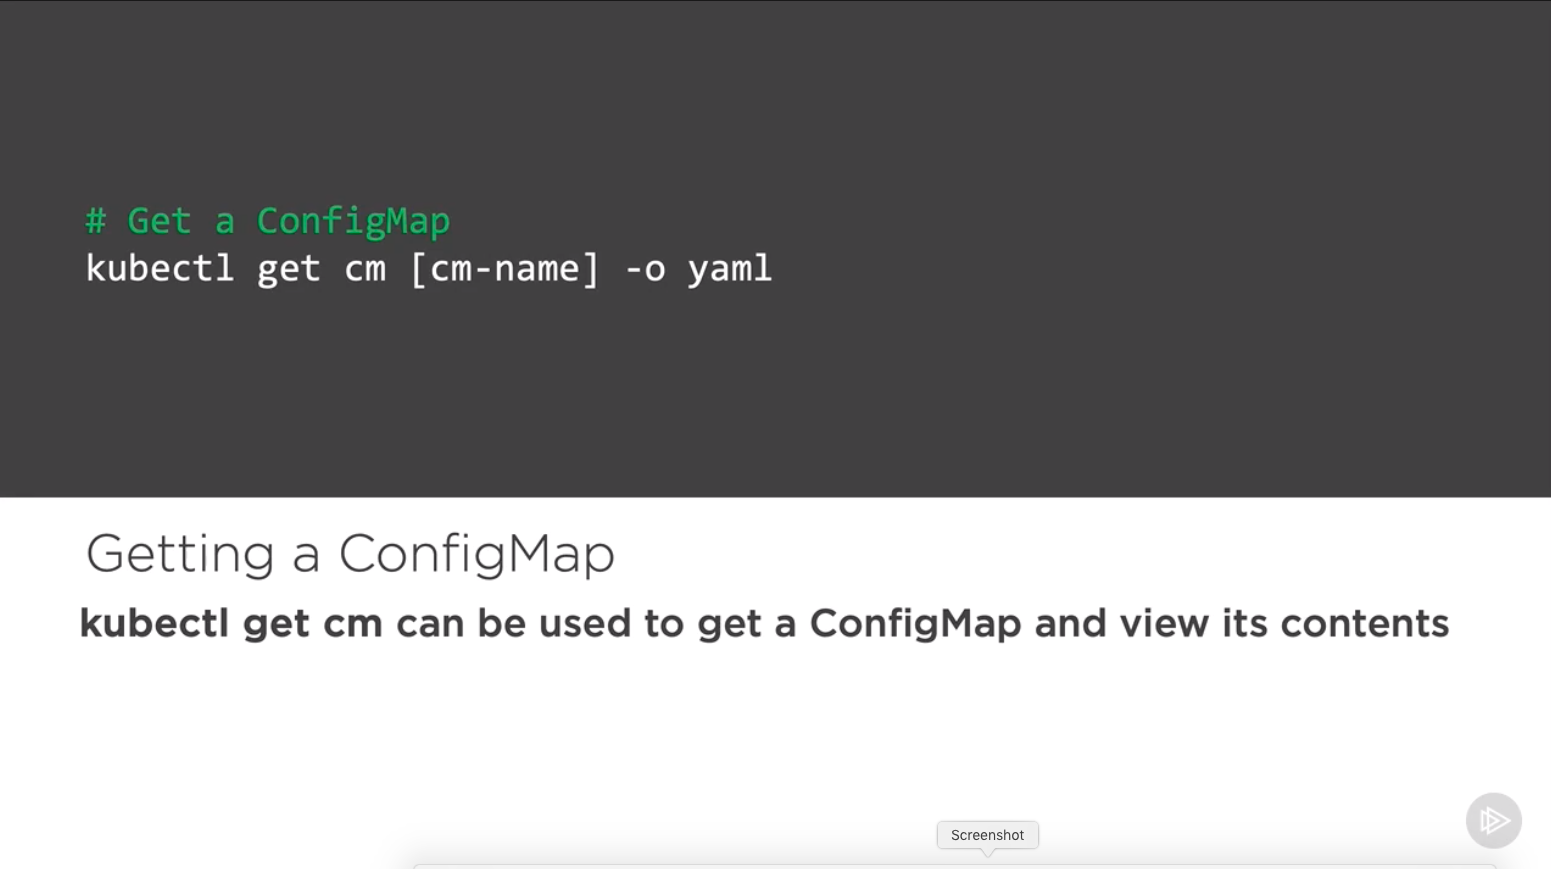 # Get a ConfigMap
kubectl get cm [cm-name] -o yaml
Getting a ConfigMap
kubectl get cm can be used to get a ConfigMap and view its contents
Screenshot